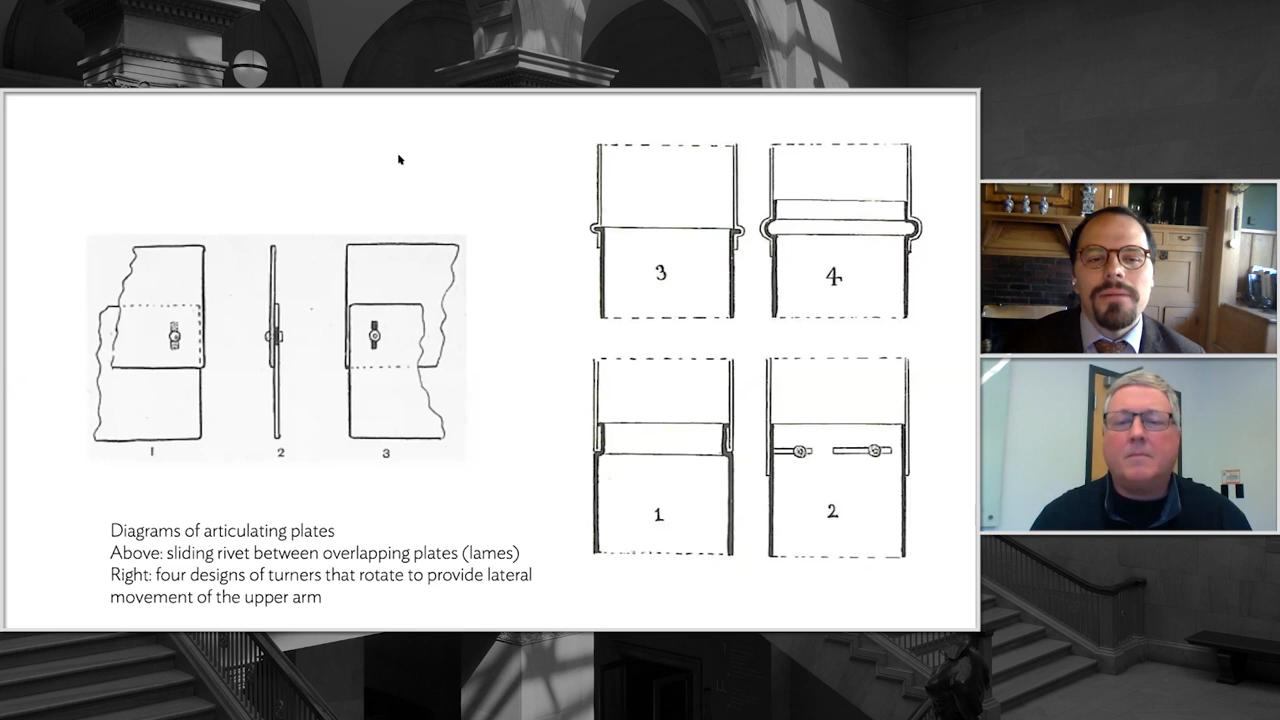 1
2
3
Diagrams of articulating plates
Above: sliding rivet between overlapping plates (lames)
Right: four designs of turners that rotate to provide lateral
movement of the upper arm
3
4
1
2